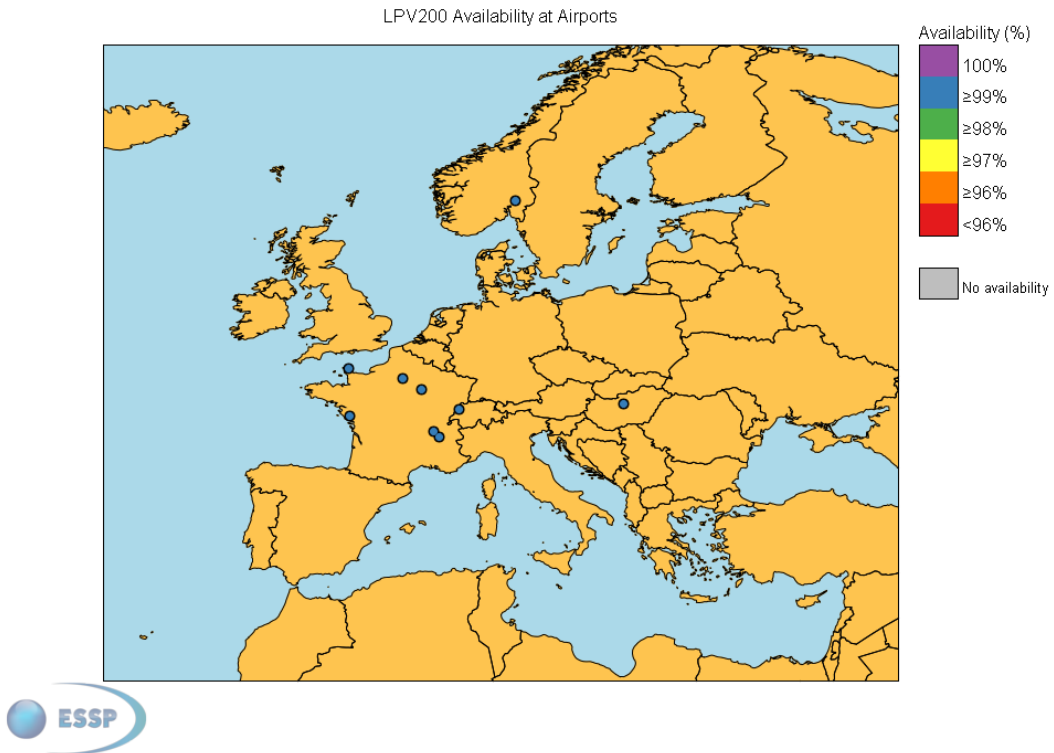 LPV200 Availability at Airports
Availability (%)
100%
≥99%
≥98%
≥97%
≥96%
<96%
No availability
ESSP